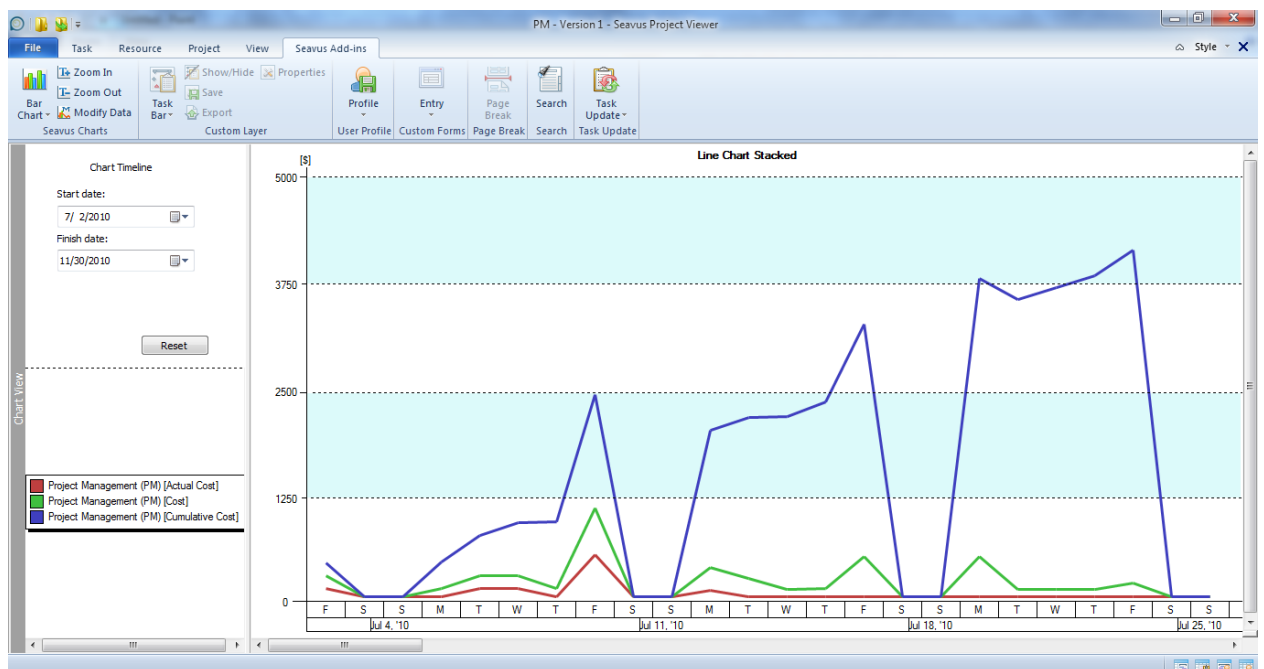 PM - Version 1 - Seavus Project Viewer
File Task Resource Project View Seavus Add-ins Style
Zoom In
Zoom Out
Modify Data
Bar
Chart
Seavus Charts
Task
Bar
Show/Hide Properties
Save
Export
Custom Layer
Profile
User Profile
Entry
Custom Forms
Page
Break
Page Break
Search
Search
Task
Update
Task Update
Chart View
Chart Timeline
Start date:
7/ 2/2010
Finish date:
11/30/2010
Reset
Project Management (PM) [Actual Cost]
Project Management (PM) [Cost]
Project Management (PM) [Cumulative Cost]
Line Chart Stacked
[$]
5000
3750
2500
1250
0
F S S M T W T F S S M T W T F S S M T W T F S S
Jul 4, '10 Jul 11, '10 Jul 18, '10 Jul 25, '10